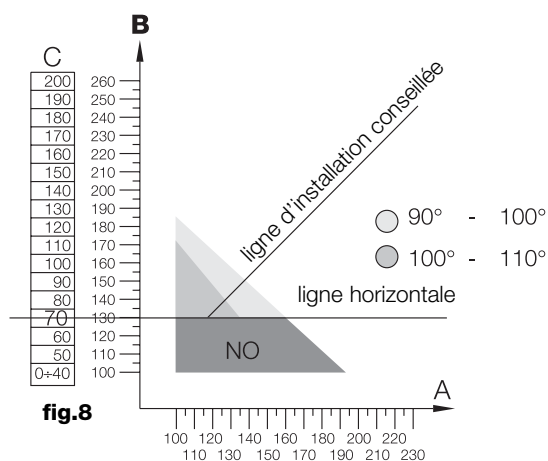 B
C
200 260
190 250
180 240
170 230
160 220
150 210
140 200
130 190
120 180
110 170
100 160
90 150
80 140
70 130
60 120
50 110
0÷40 100
ligne d'installation conseillée
90° - 100°
100° - 110°
ligne horizontale
NO
A
fig.8
100 120 140 160 180 200 220
110 130 150 170 190 210 230